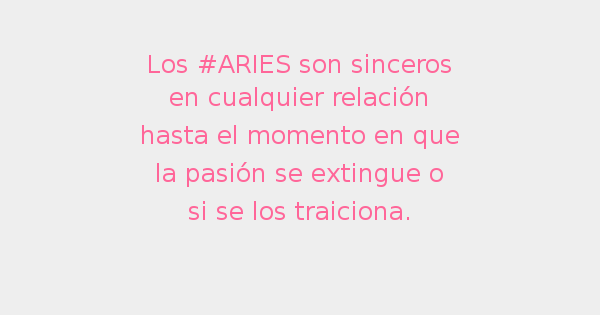 Los #ARIES son sinceros
en cualquier relación
hasta el momento en que
la pasión se extingue o
si se los traiciona.